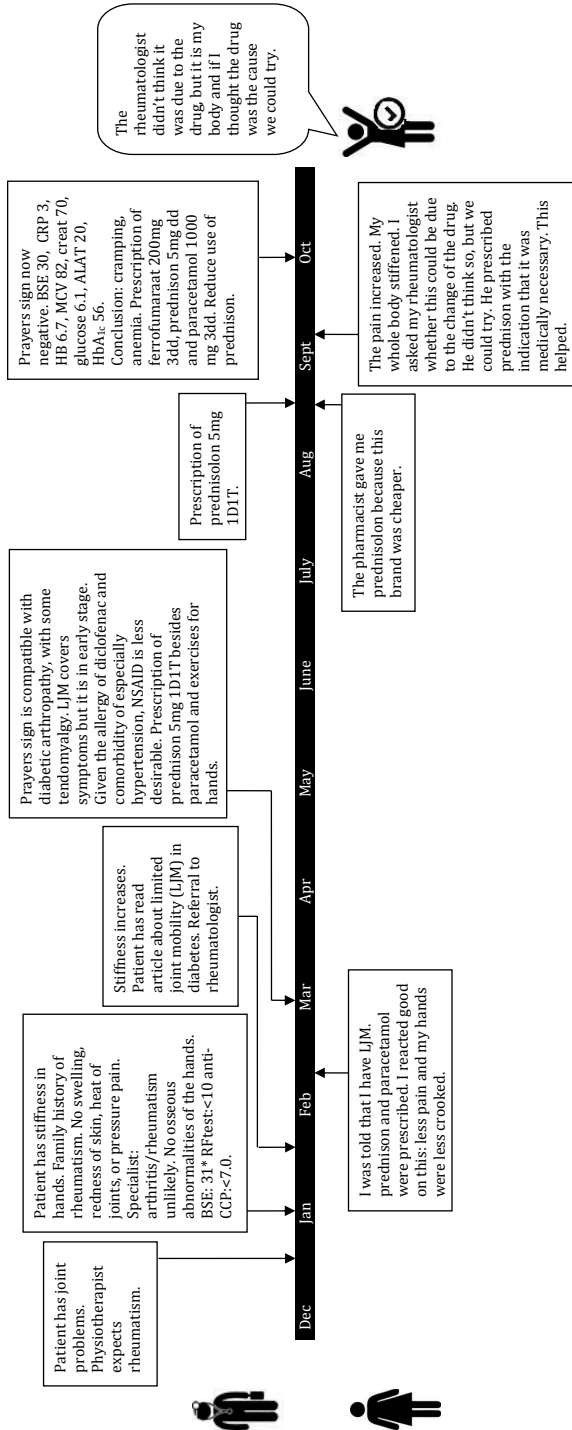 Patient has joint
problems.
Physiotherapist
expects
rheumatism.
Patient has stiffness in
hands. Family history of
rheumatism. No swelling,
redness of skin, heat of
joints, or pressure pain.
Specialist:
arthritis/rheumatism
unlikely. No osseous
abnormalities of the hands.
BSE: 31* RFtest:<10 anti-
CCP:<7.0.
Stiffness increases.
Patient has read
article about limited
joint mobility (LJM) in
diabetes. Referral to
rheumatologist.
Prayers sign is compatible with
diabetic arthropathy, with some
tendomyalgy. LJM covers
symptoms but it is in early stage.
Given the allergy of diclofenac and
comorbidity of especially
hypertension, NSAID is less
desirable. Prescription of
prednison 5mg 1D1T besides
paracetamol and exercises for
hands.
Prescription of
prednisolon 5mg
1D1T.
Prayers sign now
negative. BSE 30, CRP 3,
HB 6.7, MCV 82, creat 70,
glucose 6.1, ALAT 20,
HbA1c 56.
Conclusion: cramping,
anemia. Prescription of
ferrofumaraat 200mg
3dd, prednison 5mg dd
and paracetamol 1000
mg 3dd. Reduce use of
prednison.
The
rheumatologist
didn't think it
was due to the
drug, but it is my
body and if I
thought the drug
was the cause
we could try.
Dec Jan Feb Mar Apr May June July Aug Sept Oct
I was told that I have LJM.
prednison and paracetamol
were prescribed. I reacted good
on this: less pain and my hands
were less crooked.
The pharmacist gave me
prednisolon because this
brand was cheaper.
The pain increased. My
whole body stiffened. I
asked my rheumatologist
whether this could be due
to the change of the drug.
He didn't think so, but we
could try. He prescribed
prednison with the
indication that it was
medically necessary. This
helped.